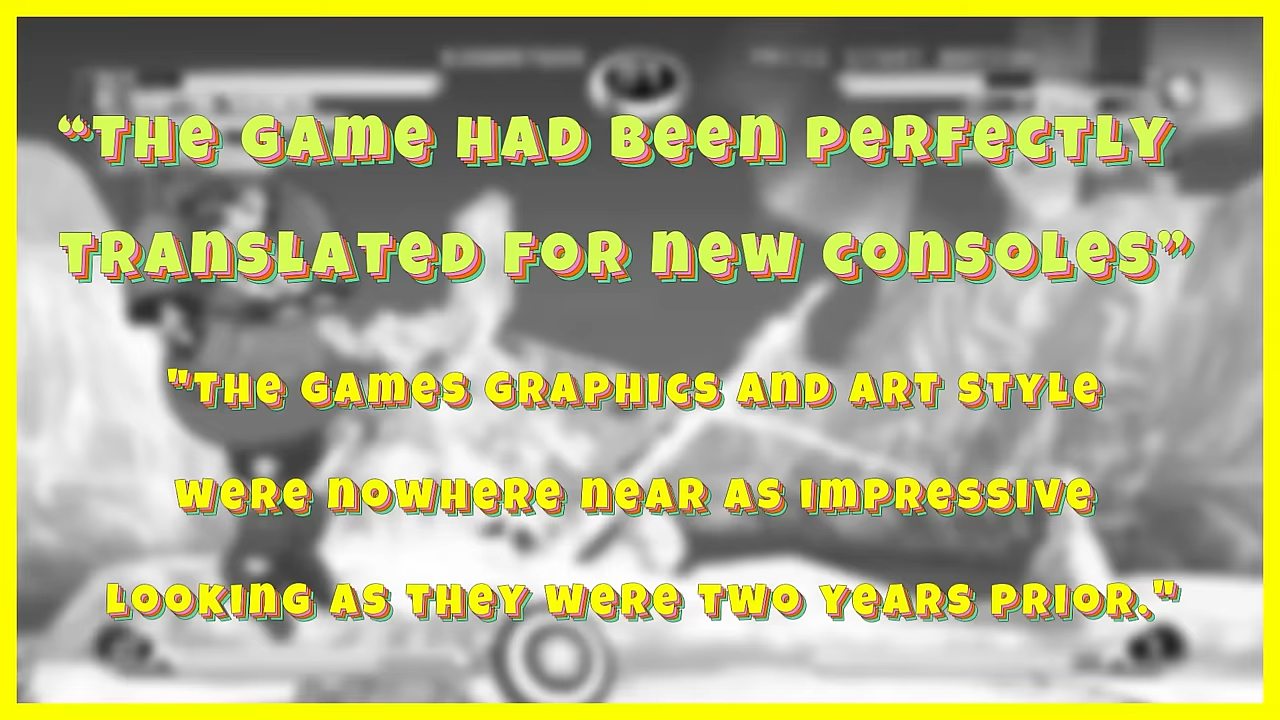 “THE GAME HAD BEEN PERFECTLY
TRANSLATED FOR NEW CONSOLES”
"THE GAMES GRAPHICS AND ART STYLE
WERE NOWHERE NEAR AS IMPRESSIVE
LOOKING AS THEY WERE TWO YEARS PRIOR."